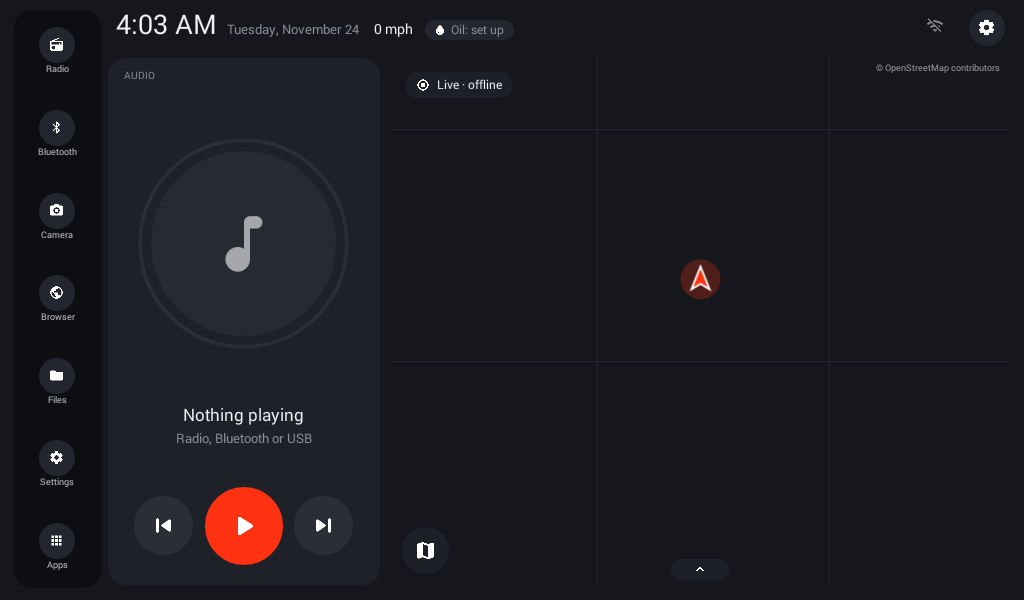 4:03 AM
Tuesday, November 24
0 mph
Oil: set up
Radio
Bluetooth
Camera
Browser
Files
Settings
Apps
AUDIO
Nothing playing
Radio, Bluetooth or USB
Live · offline
© OpenStreetMap contributors